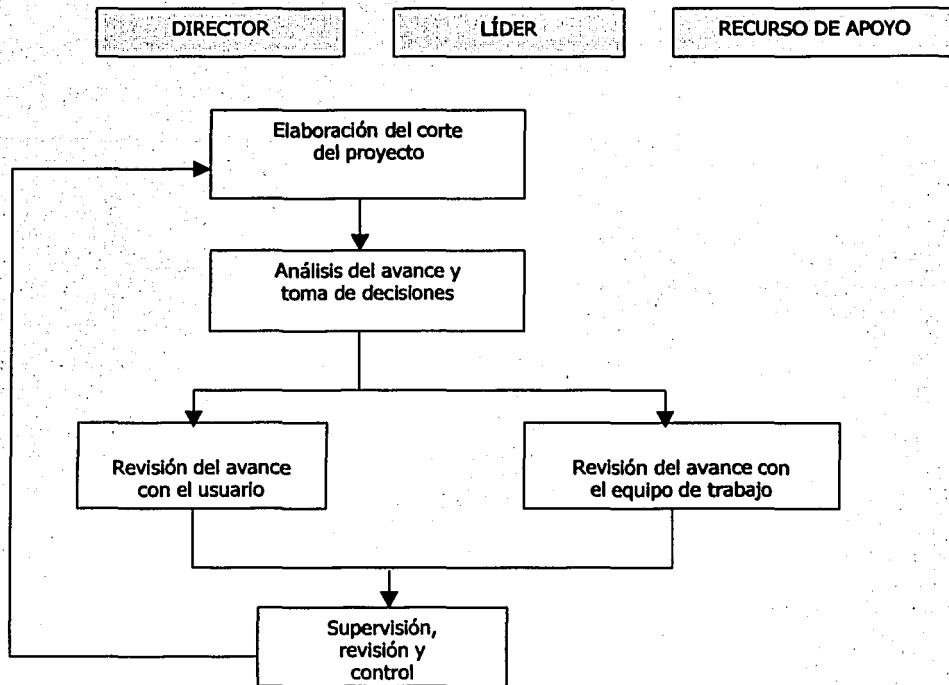 DIRECTOR
LÍDER
RECURSO DE APOYO
Elaboración del corte
del proyecto
Análisis del avance y
toma de decisiones
Revisión del avance
con el usuario
Revisión del avance con
el equipo de trabajo
Supervisión,
revisión y
control